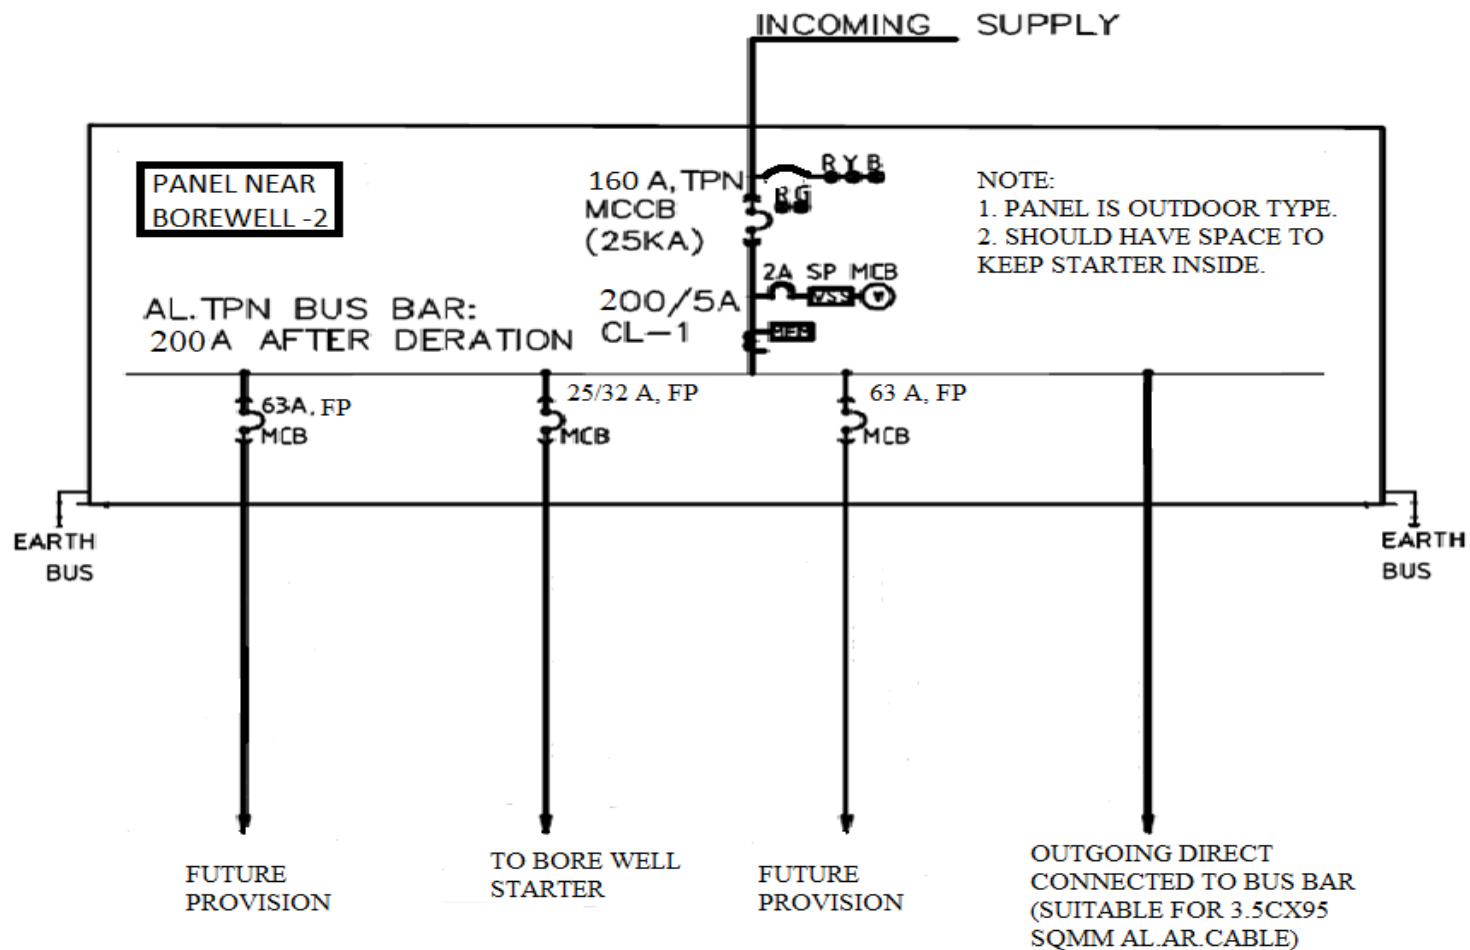 INCOMING SUPPLY
PANEL NEAR
BOREWELL -2
160 A, TPN
MCCB
(25KA)
R Y B
R G
NOTE:
1. PANEL IS OUTDOOR TYPE.
2. SHOULD HAVE SPACE TO
KEEP STARTER INSIDE.
2A SP MCB
VSS V
200/5A
CL-1
MFM
AL.TPN BUS BAR:
200A AFTER DERATION
63A, FP
MCB
25/32 A, FP
MCB
63 A, FP
MCB
EARTH
BUS
EARTH
BUS
FUTURE
PROVISION
TO BORE WELL
STARTER
FUTURE
PROVISION
OUTGOING DIRECT
CONNECTED TO BUS BAR
(SUITABLE FOR 3.5CX95
SQMM AL.AR.CABLE)